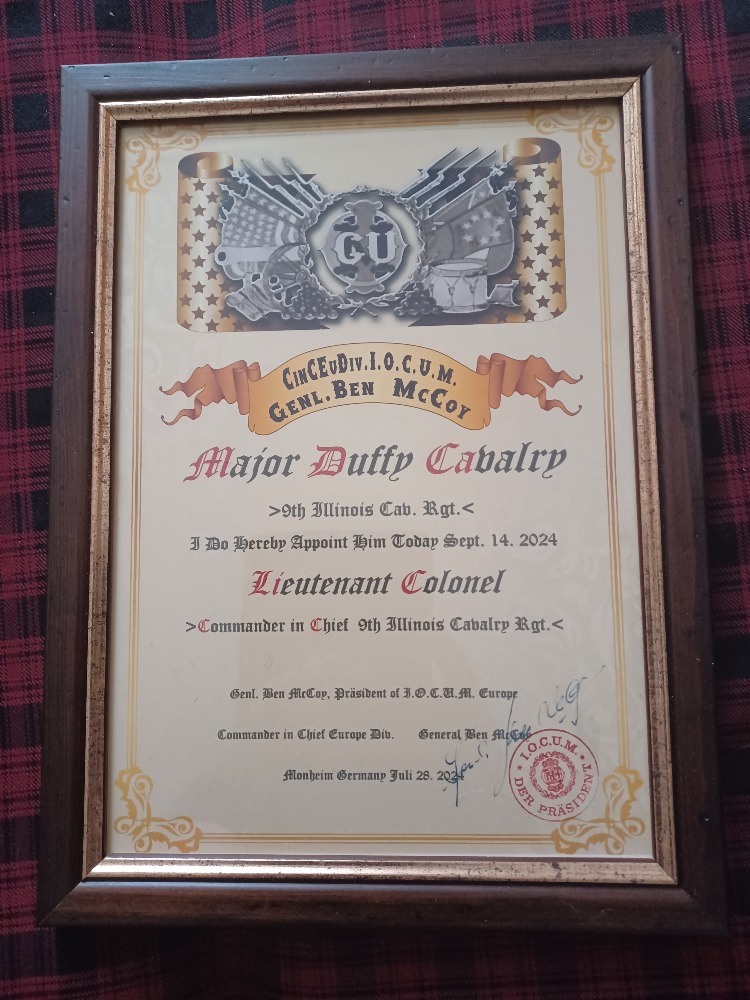 CU
CinCEuDiv.I.O.C.U.M.
Genl.Ben McCoy
Major Duffy Cavalry
>9th Illinois Cav. Rgt.<
I Do Hereby Appoint Him Today Sept. 14. 2024
Lieutenant Colonel
>Commander in Chief 9th Illinois Cavalry Rgt.<
Genl. Ben McCoy, Präsident of I.O.C.U.M. Europe
Commander in Chief Europe Div. General Ben McCoy
Monheim Germany Juli 28. 2024
I.O.C.U.M.
DER PRÄSIDENT